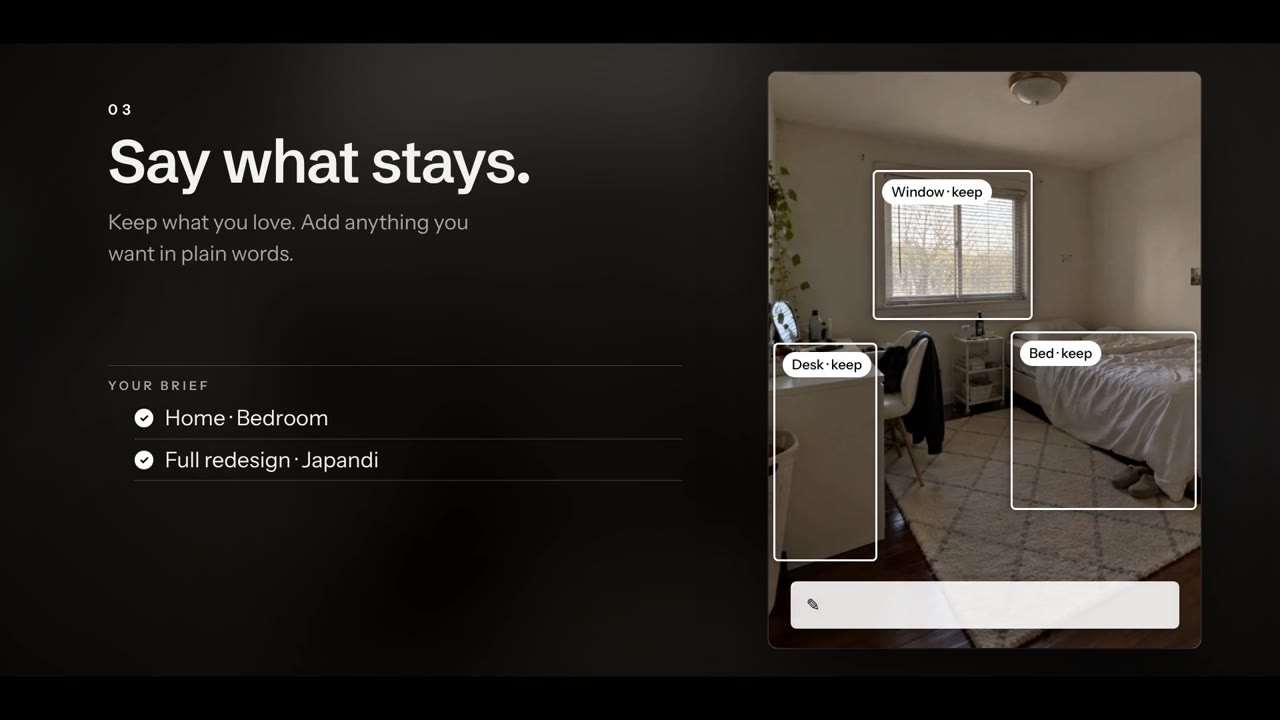 03
Say what stays.
Keep what you love. Add anything you
want in plain words.
YOUR BRIEF
Home · Bedroom
Full redesign · Japandi
Window · keep
Desk · keep
Bed · keep